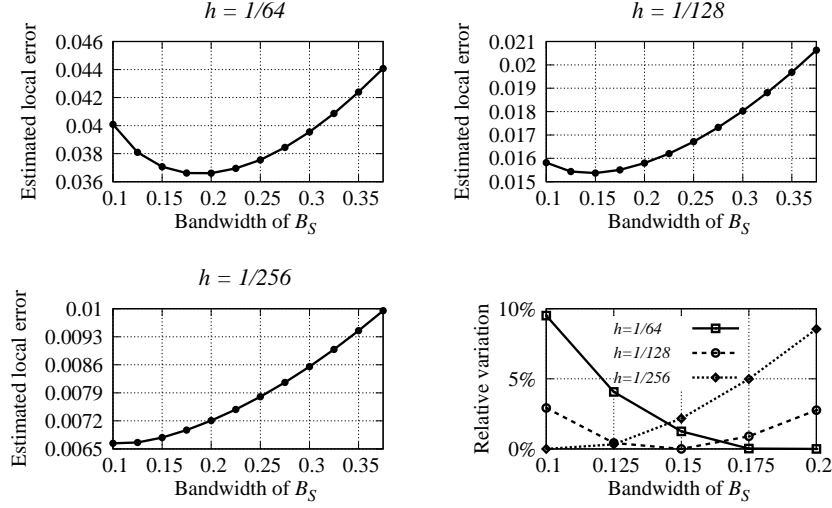 h = 1/64
0.046
0.044
0.042
0.04
0.038
0.036
Estimated local error
0.1 0.15 0.2 0.25 0.3 0.35
Bandwidth of B_S
h = 1/128
0.021
0.02
0.019
0.018
0.017
0.016
0.015
Estimated local error
0.1 0.15 0.2 0.25 0.3 0.35
Bandwidth of B_S
h = 1/256
0.01
0.0093
0.0086
0.0079
0.0072
0.0065
Estimated local error
0.1 0.15 0.2 0.25 0.3 0.35
Bandwidth of B_S
10%
5%
0%
Relative variation
h=1/64
h=1/128
h=1/256
0.1 0.125 0.15 0.175 0.2
Bandwidth of B_S